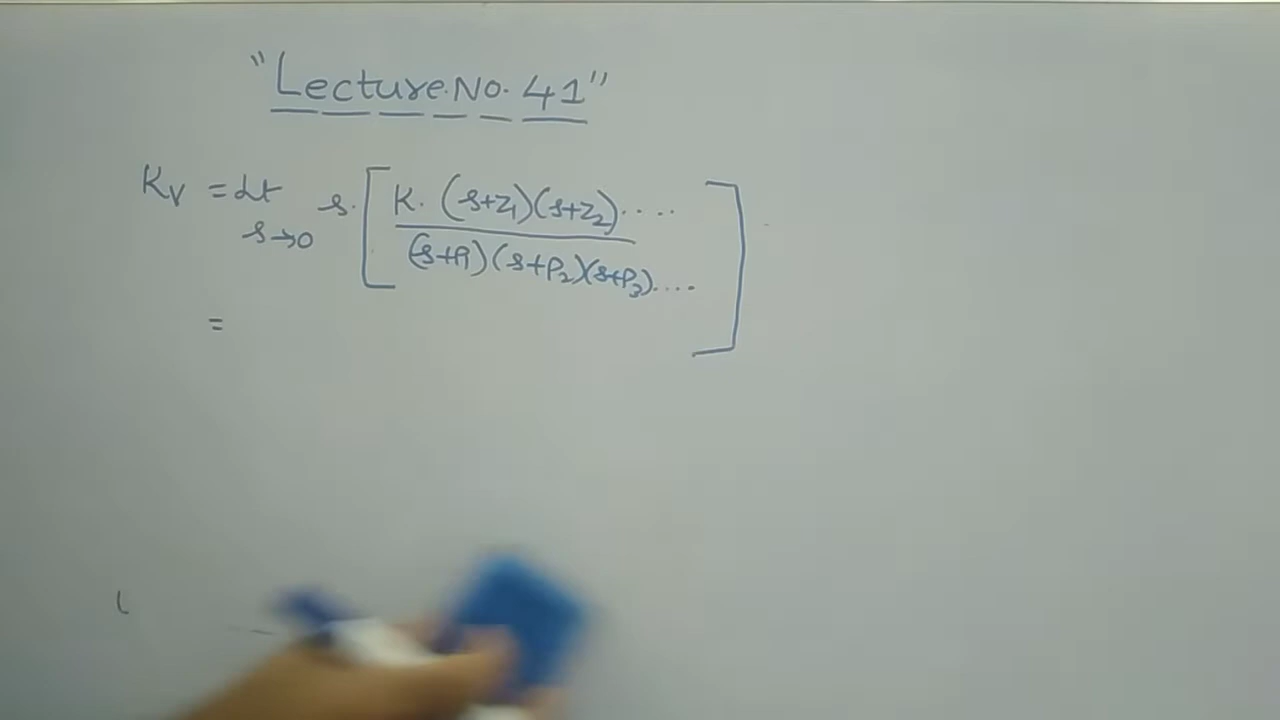 "Lecture.No. 41"
Kv = Lt s→0 s. [ K. (s+z₁)(s+z₂)....
(s+p₁)(s+p₂)(s+p₃).... ]
=